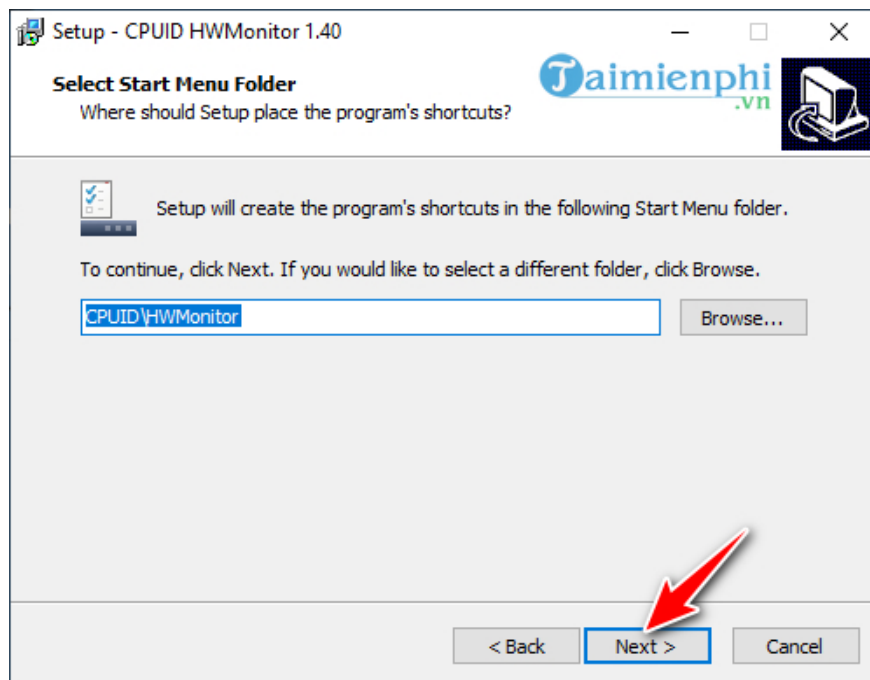 Setup - CPUID HWMonitor 1.40
Select Start Menu Folder
Where should Setup place the program's shortcuts?
Taimienphi
.vn
Setup will create the program's shortcuts in the following Start Menu folder.
To continue, click Next. If you would like to select a different folder, click Browse.
CPUID\HWMonitor
Browse...
< Back
Next >
Cancel